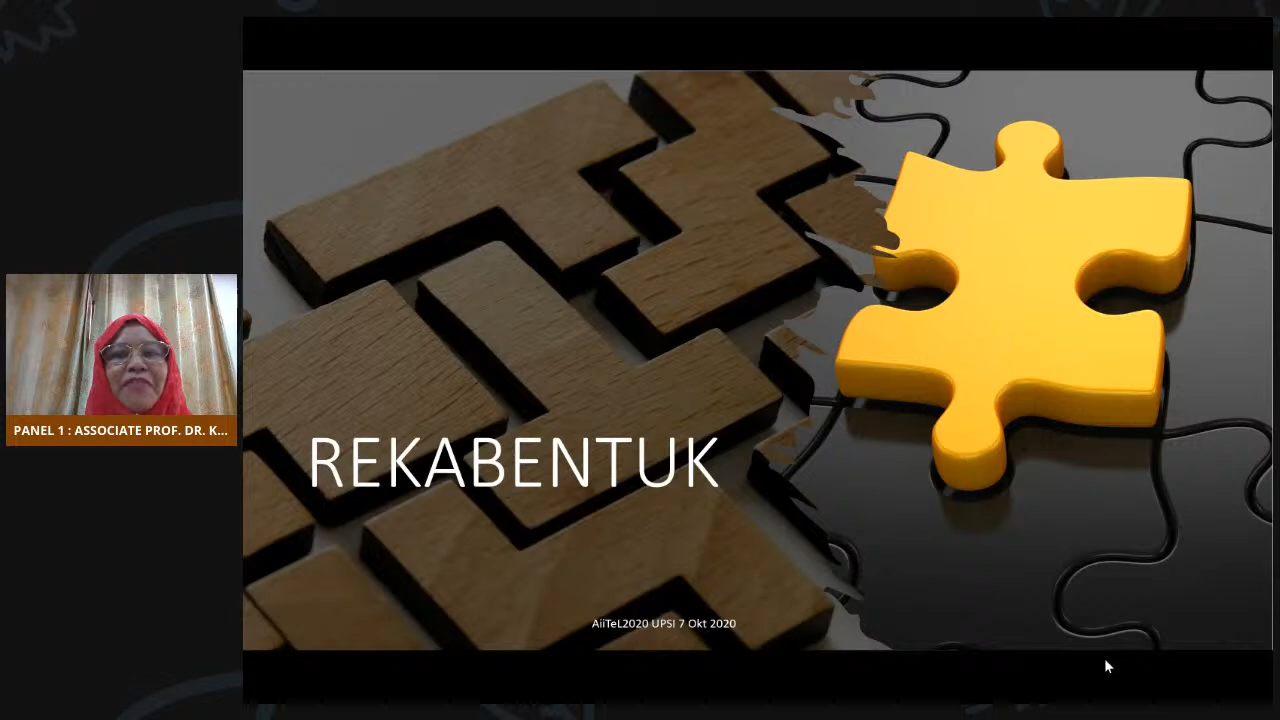 PANEL 1 : ASSOCIATE PROF. DR. K...
REKABENTUK
AiiTeL2020 UPSI 7 Okt 2020